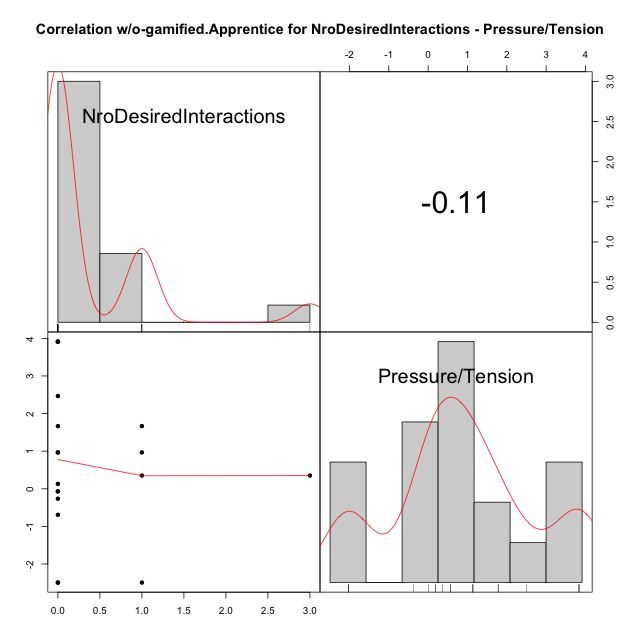 Correlation w/o-gamified.Apprentice for NroDesiredInteractions - Pressure/Tension
-2 -1 0 1 2 3 4
NroDesiredInteractions
-0.11
0.0 0.5 1.0 1.5 2.0 2.5 3.0
-2 -1 0 1 2 3 4
Pressure/Tension
0.0 0.5 1.0 1.5 2.0 2.5 3.0